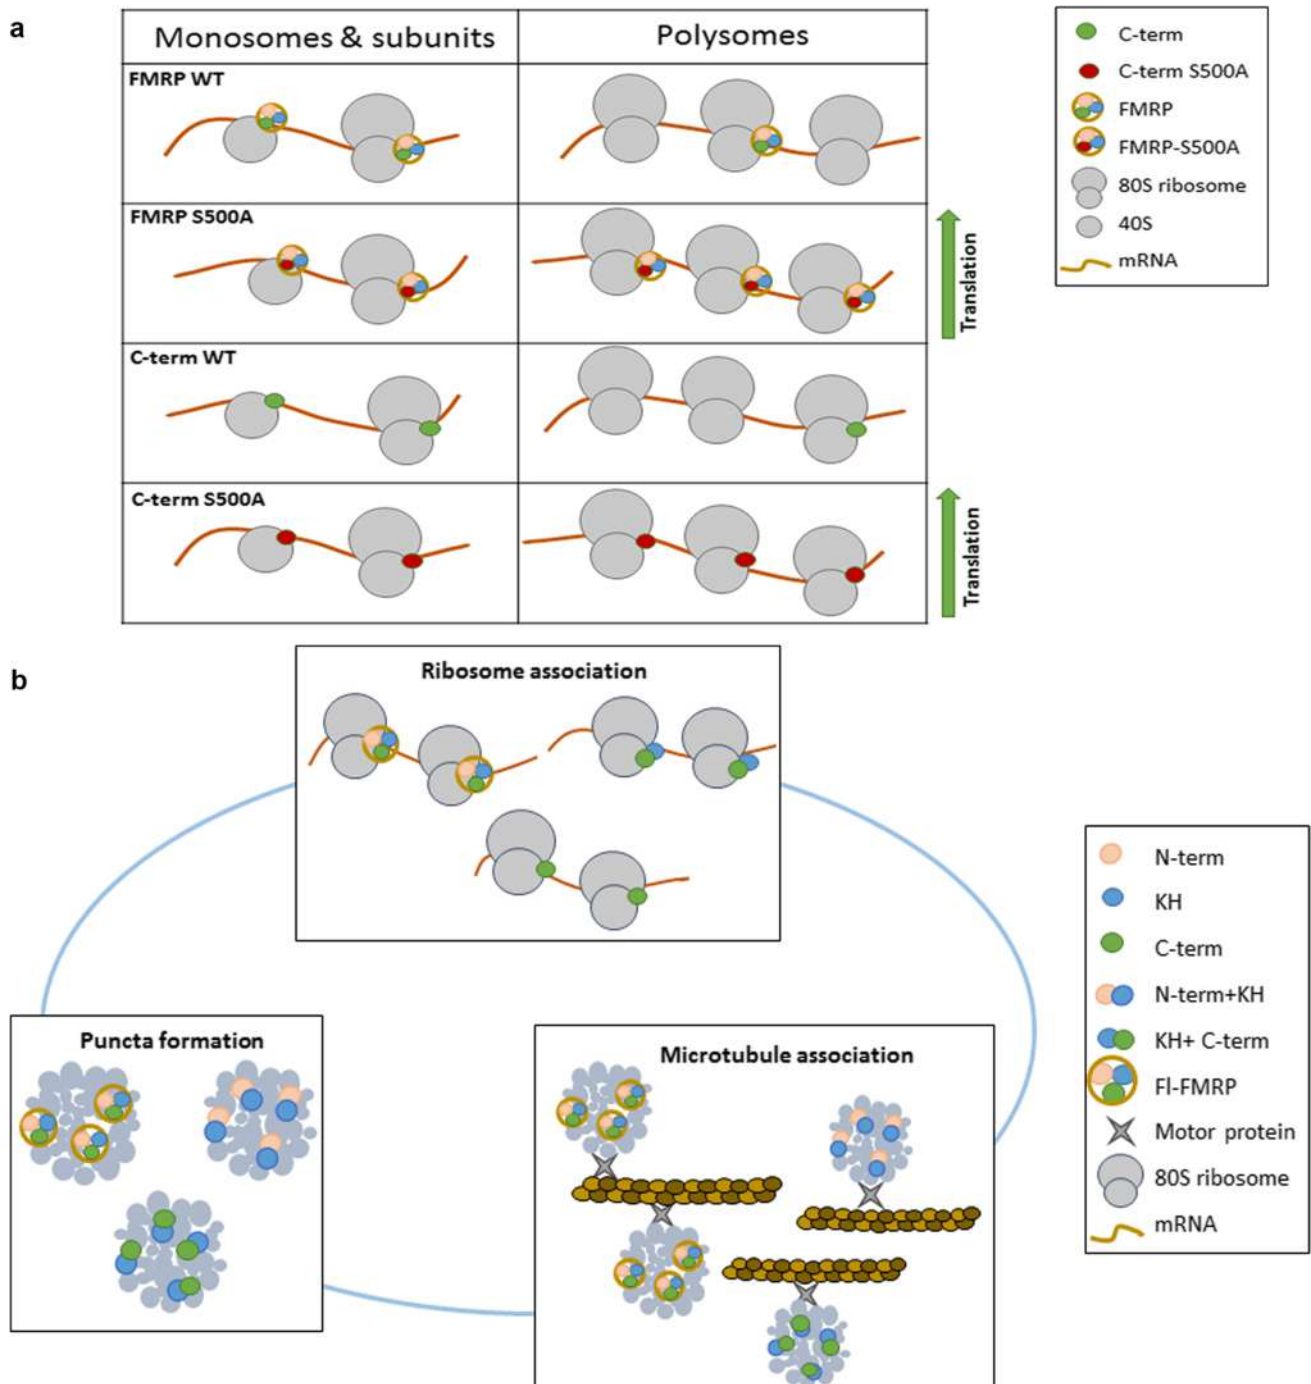 a
Monosomes & subunits
Polysomes
FMRP WT
FMRP S500A
Translation
C-term WT
C-term S500A
Translation
C-term
C-term S500A
FMRP
FMRP-S500A
80S ribosome
40S
mRNA
b
Ribosome association
Puncta formation
Microtubule association
N-term
KH
C-term
N-term+KH
KH+ C-term
Fl-FMRP
Motor protein
80S ribosome
mRNA